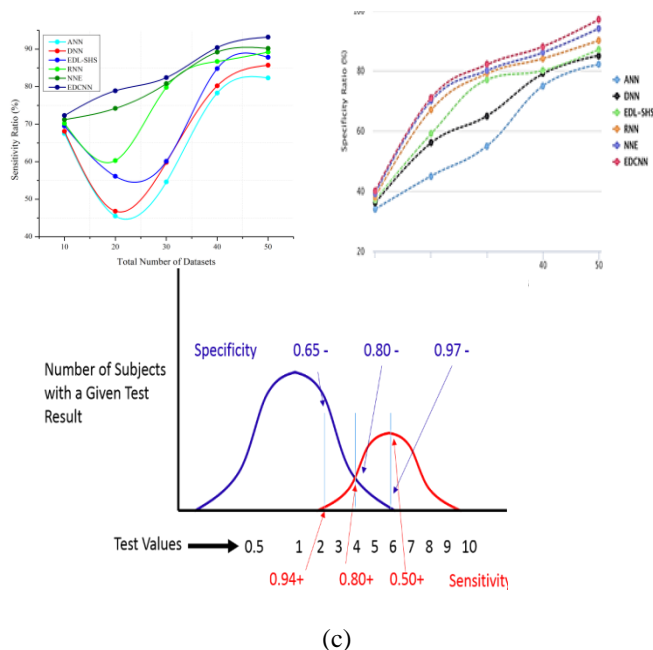 100
90
80
70
60
50
40
Sensitivity Ratio (%)
ANN
DNN
EDL-SHS
RNN
NNE
EDCNN
10 20 30 40 50
Total Number of Datasets
100
80
60
40
20
Specificity Ratio (%)
40 50
ANN
DNN
EDL-SHS
RNN
NNE
EDCNN
Specificity 0.65 - 0.80 - 0.97 -
Number of Subjects
with a Given Test
Result
Test Values 0.5 1 2 3 4 5 6 7 8 9 10
0.94+ 0.80+ 0.50+ Sensitivity
(c)